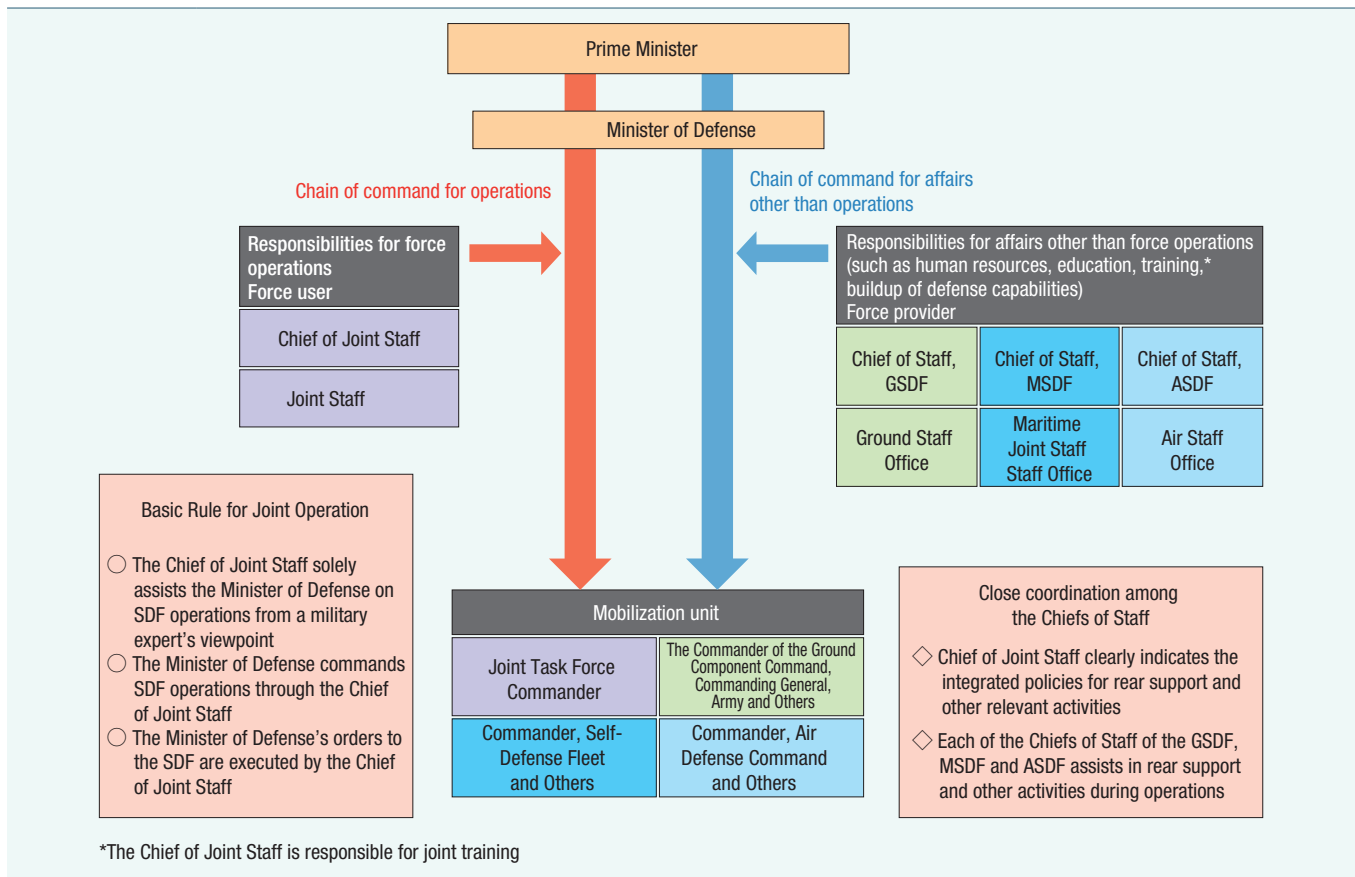 Prime Minister
Minister of Defense
Chain of command for operations
Chain of command for affairs
other than operations
Responsibilities for force
operations
Force user
Chief of Joint Staff
Joint Staff
Responsibilities for affairs other than force operations
(such as human resources, education, training,*
buildup of defense capabilities)
Force provider
Chief of Staff,
GSDF
Chief of Staff,
MSDF
Chief of Staff,
ASDF
Ground Staff
Office
Maritime
Joint Staff
Staff Office
Air Staff
Office
Basic Rule for Joint Operation
○ The Chief of Joint Staff solely
assists the Minister of Defense on
SDF operations from a military
expert’s viewpoint
○ The Minister of Defense commands
SDF operations through the Chief
of Joint Staff
○ The Minister of Defense’s orders to
the SDF are executed by the Chief
of Joint Staff
Mobilization unit
Joint Task Force
Commander
The Commander of the Ground
Component Command,
Commanding General,
Army and Others
Commander, Self-
Defense Fleet
and Others
Commander, Air
Defense Command
and Others
Close coordination among
the Chiefs of Staff
◇ Chief of Joint Staff clearly indicates the
integrated policies for rear support and
other relevant activities
◇ Each of the Chiefs of Staff of the GSDF,
MSDF and ASDF assists in rear support
and other activities during operations
*The Chief of Joint Staff is responsible for joint training